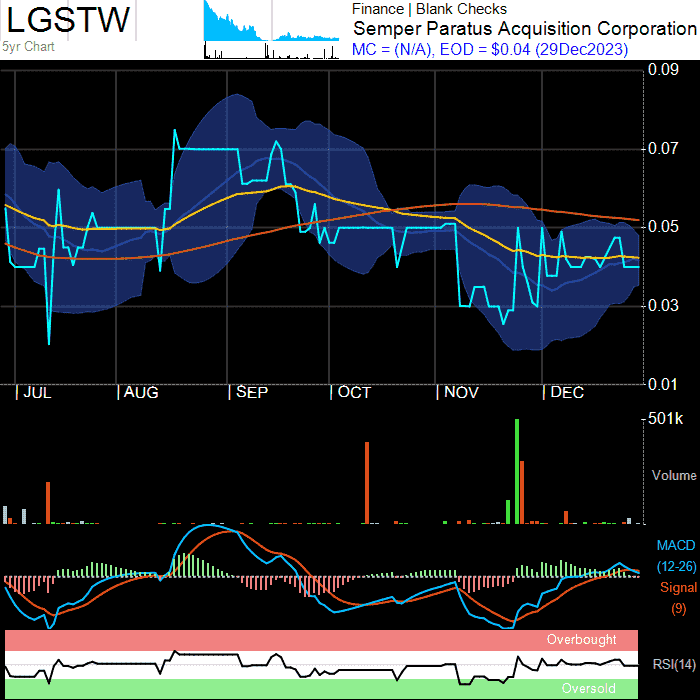 LGSTW
5yr Chart
Finance | Blank Checks
Semper Paratus Acquisition Corporation
MC = (N/A), EOD = $0.04 (29Dec2023)
0.09
0.07
0.05
0.03
0.01
JUL AUG SEP OCT NOV DEC
501k
Volume
MACD
(12-26)
Signal
(9)
Overbought
RSI(14)
Oversold